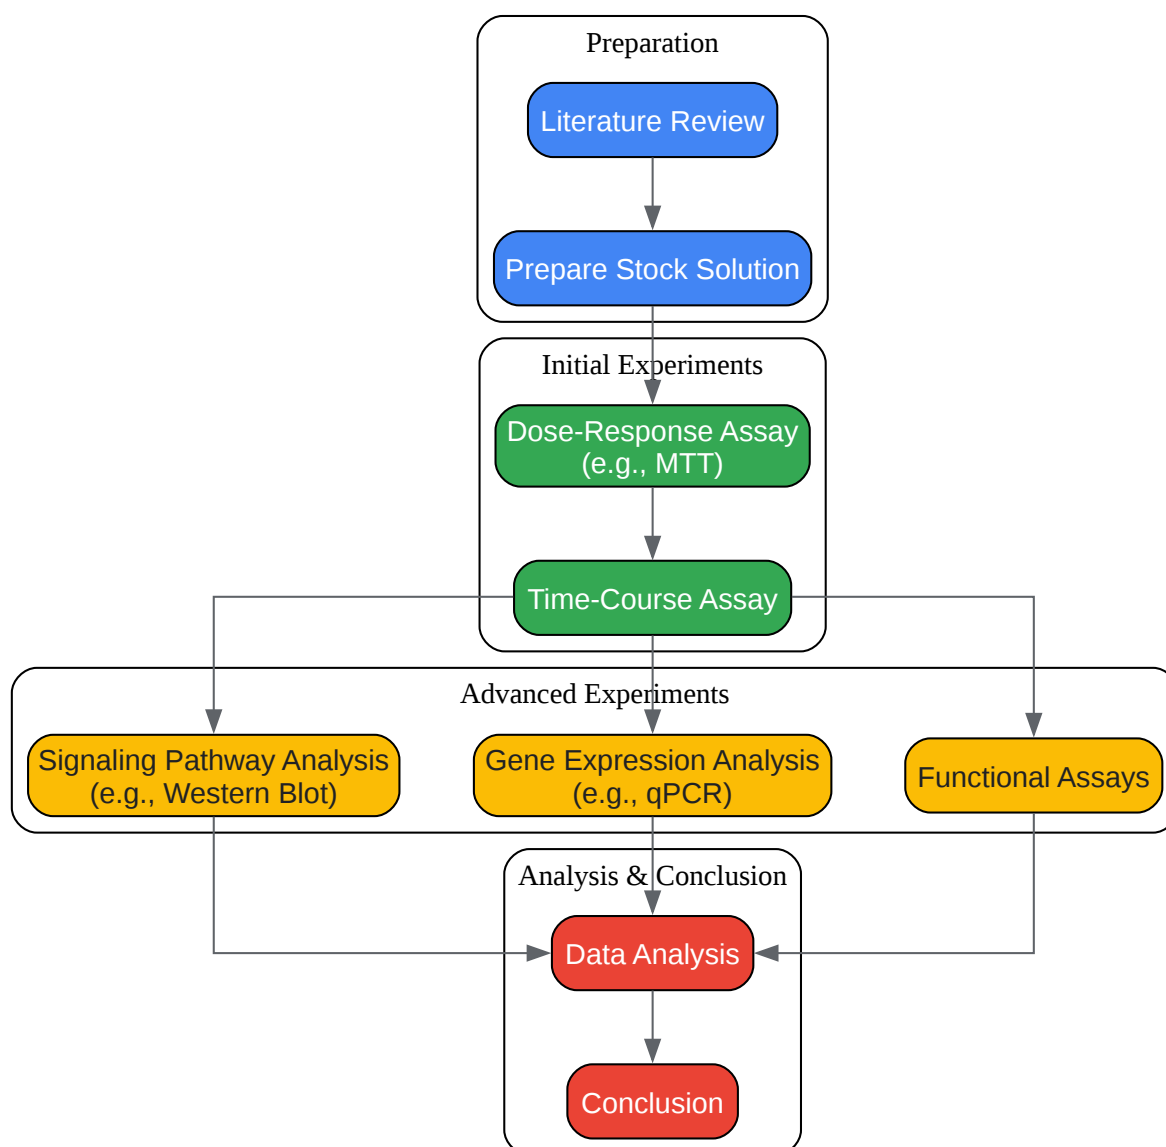 Preparation
Literature Review
Prepare Stock Solution
Initial Experiments
Dose-Response Assay
(e.g., MTT)
Time-Course Assay
Advanced Experiments
Signaling Pathway Analysis
(e.g., Western Blot)
Gene Expression Analysis
(e.g., qPCR)
Functional Assays
Analysis & Conclusion
Data Analysis
Conclusion